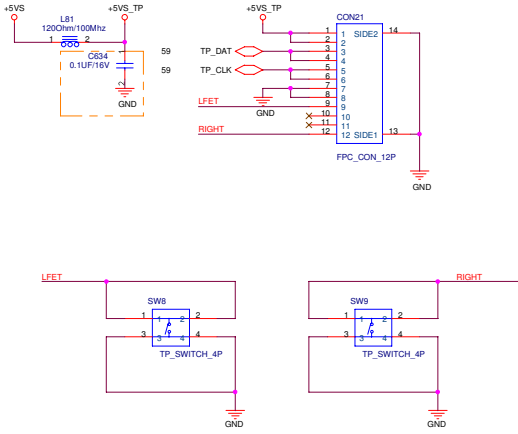 +5VS
+5VS_TP
+5VS_TP
L81
120Ohm/100Mhz
1
2
C634
0.1UF/16V
1
2
GND
59
TP_DAT
59
TP_CLK
GND
LFET
RIGHT
CON21
1
2
3
4
5
6
7
8
9
10
11
12
1
2
3
4
5
6
7
8
9
10
11
12
SIDE2
14
SIDE1
13
FPC_CON_12P
GND
LFET
SW8
1
1
2
2
3
3
4
4
TP_SWITCH_4P
GND
RIGHT
SW9
1
1
2
2
3
3
4
4
TP_SWITCH_4P
GND